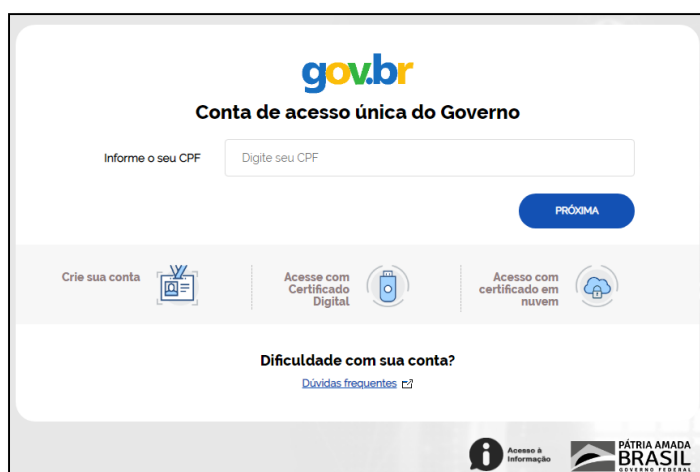 gov.br
Conta de acesso única do Governo
Informe o seu CPF
Digite seu CPF
PRÓXIMA
Crie sua conta
Acesse com
Certificado
Digital
Acesso com
certificado em
nuvem
Dificuldade com sua conta?
Dúvidas frequentes
Acesso à
Informação
PÁTRIA AMADA
BRASIL
GOVERNO FEDERAL